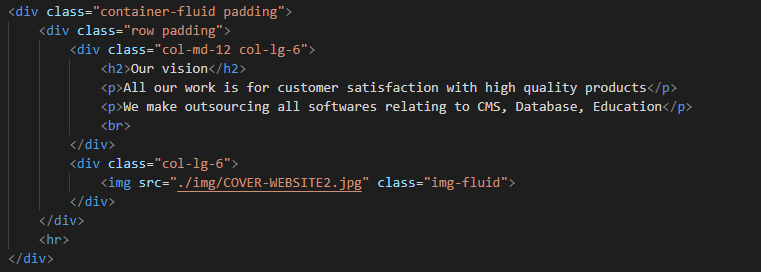 <div class="container-fluid padding">
    <div class="row padding">
        <div class="col-md-12 col-lg-6">
            <h2>Our vision</h2>
            <p>All our work is for customer satisfaction with high quality products</p>
            <p>We make outsourcing all softwares relating to CMS, Database, Education</p>
            <br>
        </div>
        <div class="col-lg-6">
            <img src="./img/COVER-WEBSITE2.jpg" class="img-fluid">
        </div>
    </div>
    <hr>
</div>